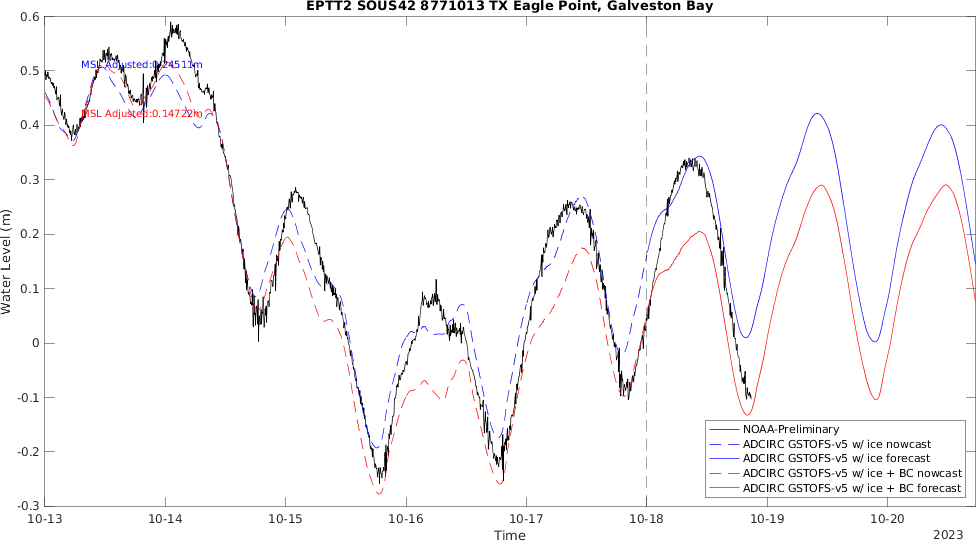 EPTT2 SOUS42 8771013 TX Eagle Point, Galveston Bay
0.6
0.5
0.4
0.3
0.2
0.1
0
-0.1
-0.2
-0.3
Water Level (m)
MSL Adjusted:0.24511m
MSL Adjusted:0.14722m
NOAA-Preliminary
ADCIRC GSTOFS-v5 w/ ice nowcast
ADCIRC GSTOFS-v5 w/ ice forecast
ADCIRC GSTOFS-v5 w/ ice + BC nowcast
ADCIRC GSTOFS-v5 w/ ice + BC forecast
10-13 10-14 10-15 10-16 10-17 10-18 10-19 10-20
Time
2023